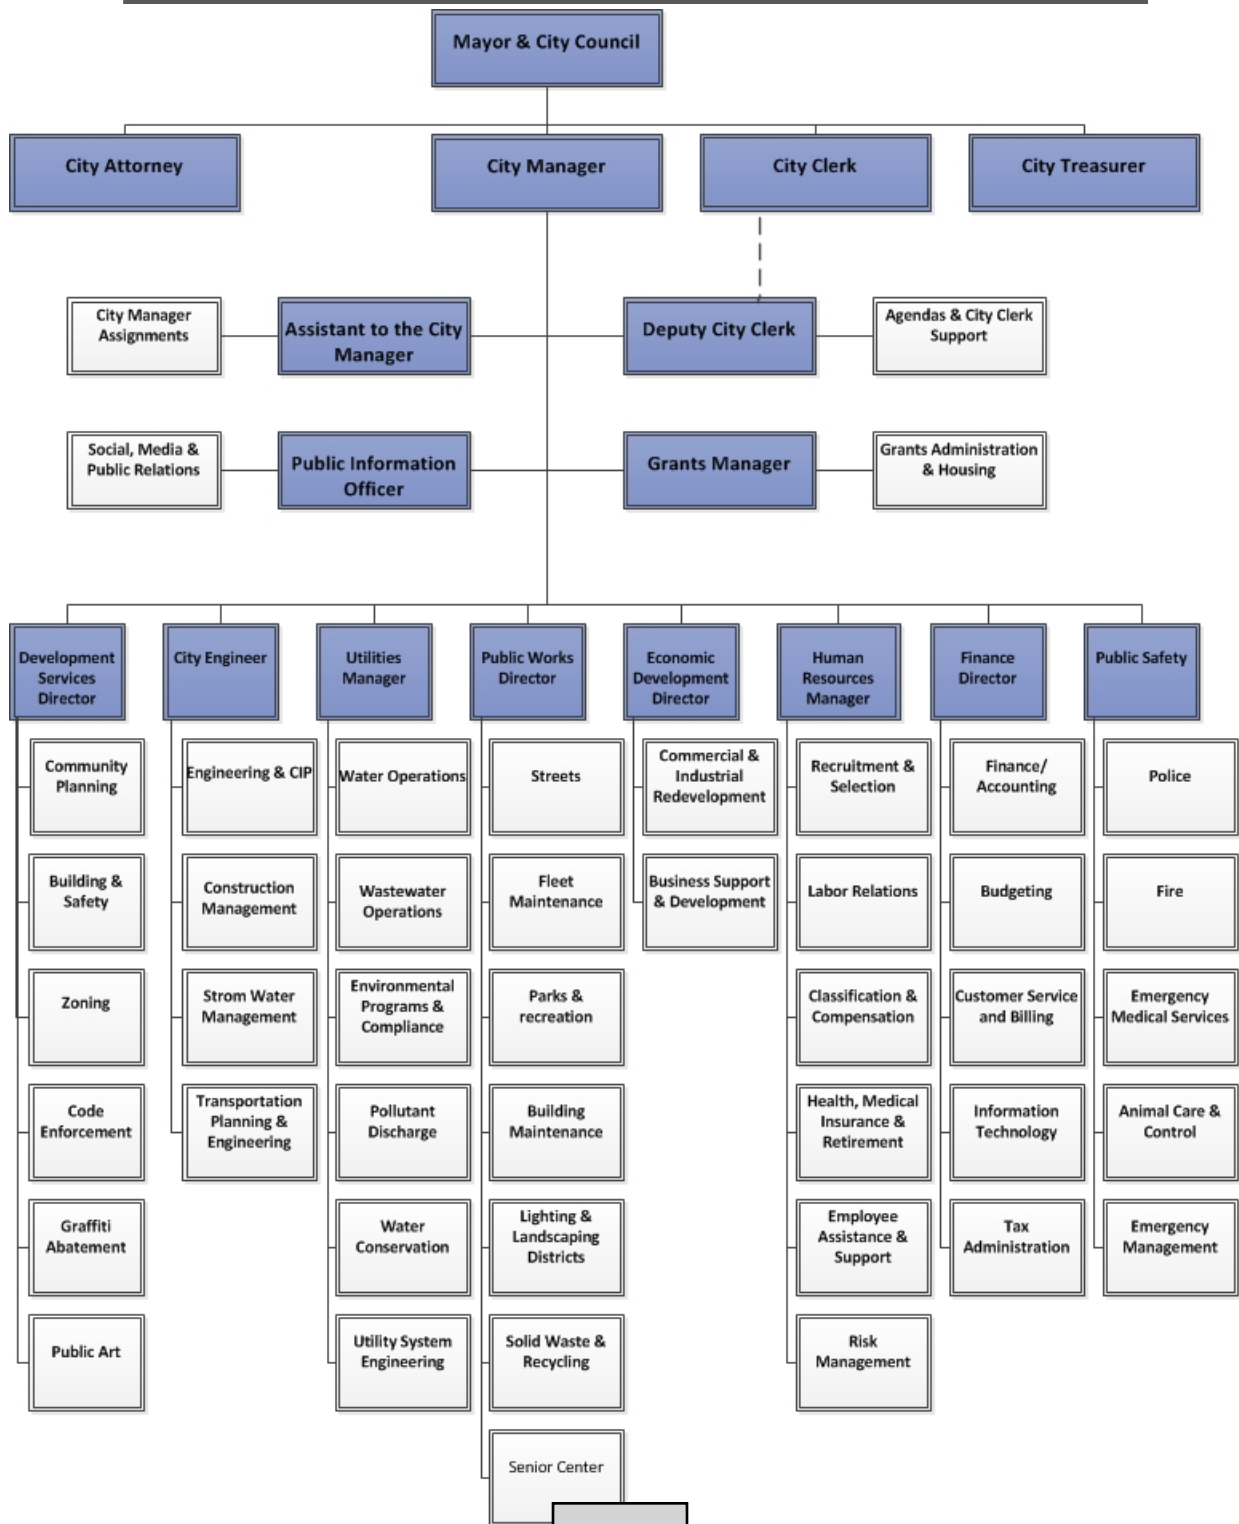 Mayor & City Council
City Attorney
City Manager
City Clerk
City Treasurer
City Manager
Assignments
Assistant to the City
Manager
Deputy City Clerk
Agendas & City Clerk
Support
Social, Media &
Public Relations
Public Information
Officer
Grants Manager
Grants Administration
& Housing
Development
Services
Director
City Engineer
Utilities
Manager
Public Works
Director
Economic
Development
Director
Human
Resources
Manager
Finance
Director
Public Safety
Community
Planning
Engineering & CIP
Water Operations
Streets
Commercial &
Industrial
Redevelopment
Recruitment &
Selection
Finance/
Accounting
Police
Building &
Safety
Construction
Management
Wastewater
Operations
Fleet
Maintenance
Business Support
& Development
Labor Relations
Budgeting
Fire
Zoning
Strom Water
Management
Environmental
Programs &
Compliance
Parks &
recreation
Classification &
Compensation
Customer Service
and Billing
Emergency
Medical Services
Code
Enforcement
Transportation
Planning &
Engineering
Pollutant
Discharge
Building
Maintenance
Health, Medical
Insurance &
Retirement
Information
Technology
Animal Care &
Control
Graffiti
Abatement
Water
Conservation
Lighting &
Landscaping
Districts
Employee
Assistance &
Support
Tax
Administration
Emergency
Management
Public Art
Utility System
Engineering
Solid Waste &
Recycling
Risk
Management
Senior Center